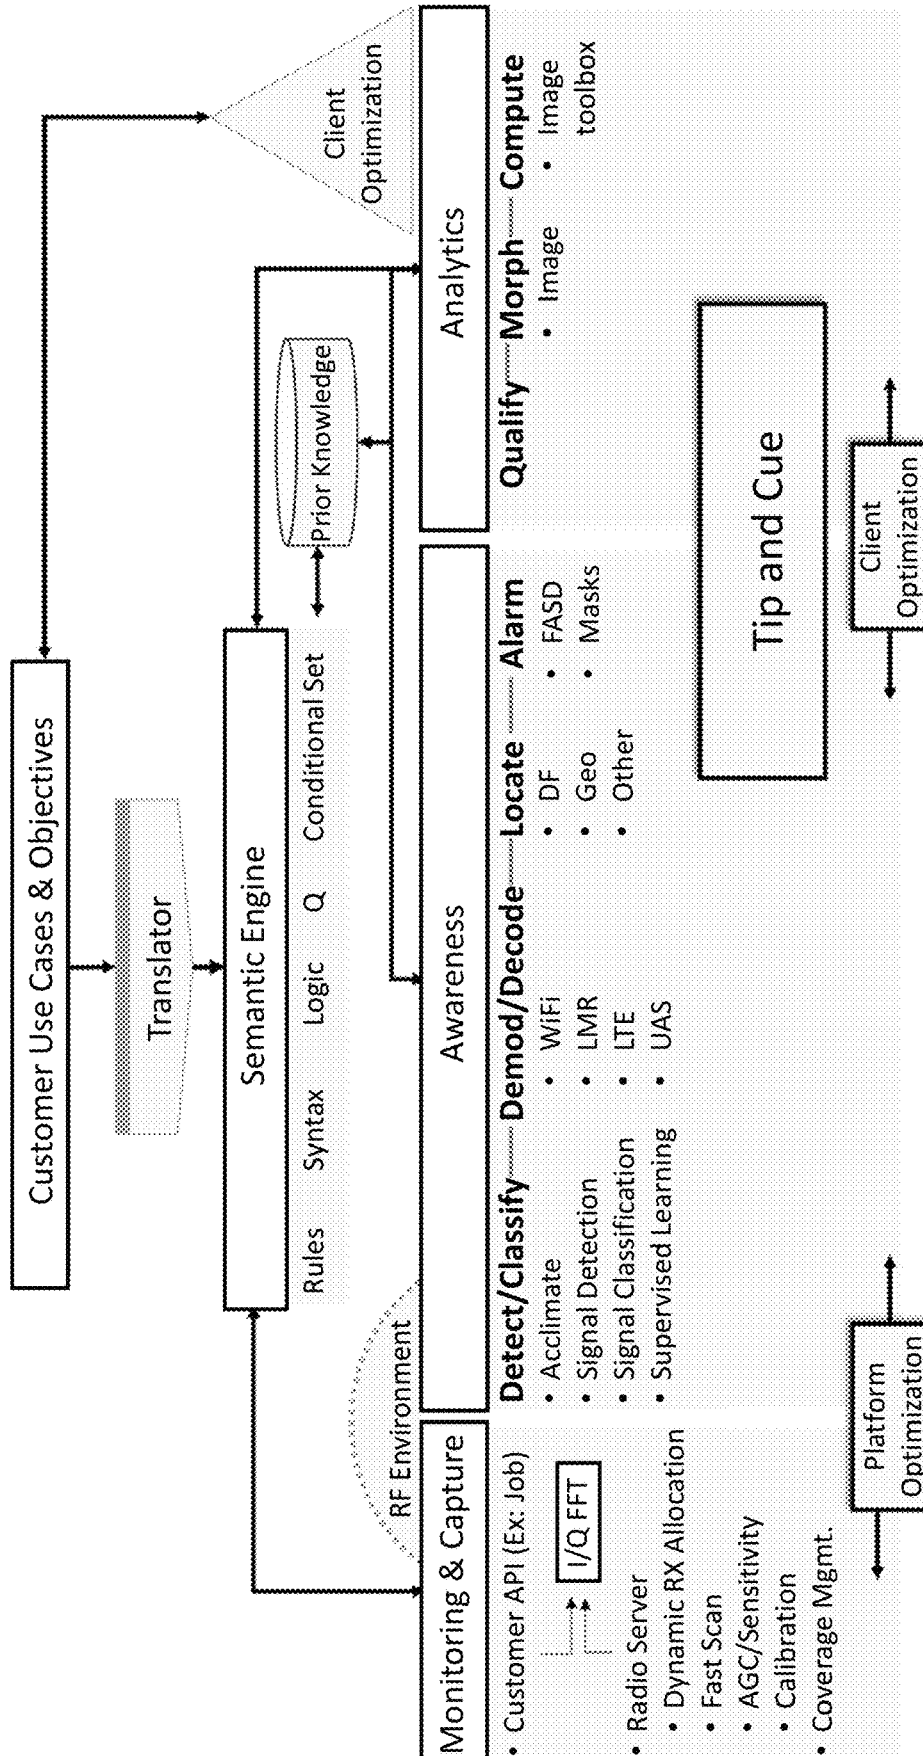 Customer Use Cases & Objectives
Translator
Semantic Engine
Rules Syntax Logic Q Conditional Set
Prior Knowledge
Client
Optimization
RF Environment
Monitoring & Capture
• Customer API (Ex: Job)
I/Q FFT
• Radio Server
• Dynamic RX Allocation
• Fast Scan
• AGC/Sensitivity
• Calibration
• Coverage Mgmt.
Awareness
Detect/Classify
• Acclimate
• Signal Detection
• Signal Classification
• Supervised Learning
Demod/Decode
• WiFi
• LMR
• LTE
• UAS
Locate
• DF
• Geo
• Other
Alarm
• FASD
• Masks
Analytics
Qualify
Morph
• Image
Compute
• Image
toolbox
Tip and Cue
Platform
Optimization
Client
Optimization